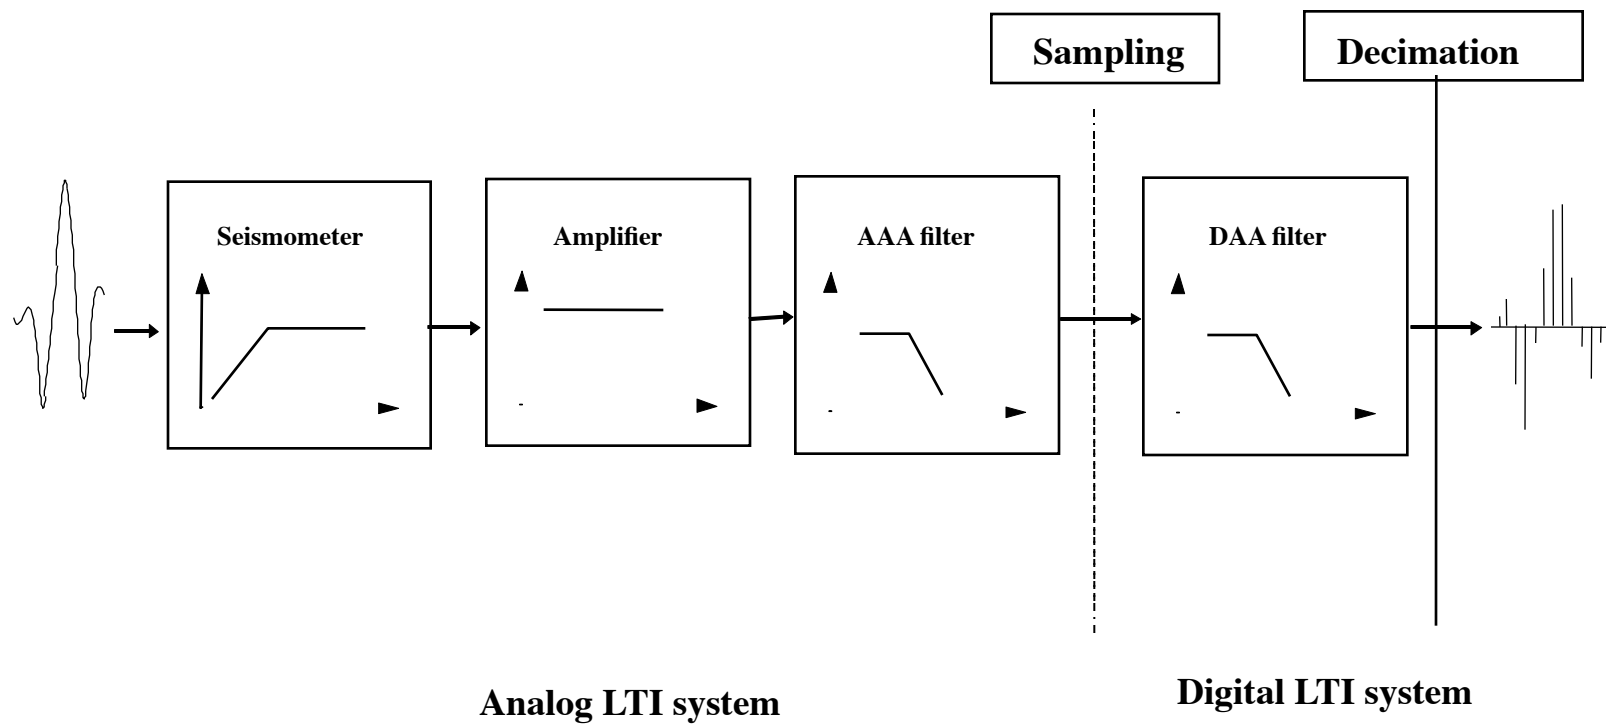 Sampling
Decimation
Seismometer
Amplifier
AAA filter
DAA filter
Analog LTI system
Digital LTI system